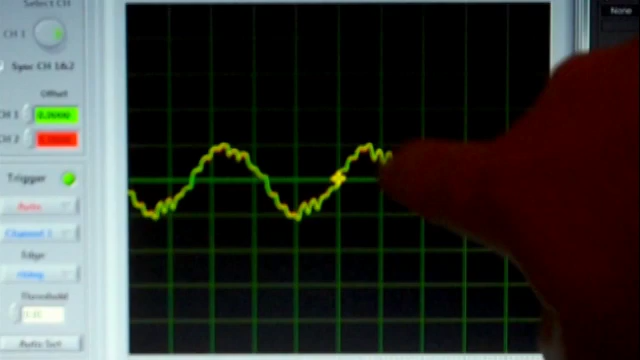 Select CH
CH 1
Sync CH 1&2
None
Offset
CH 1
CH 2
Trigger
Auto
Channel 1
Edge
Threshold
Auto Set